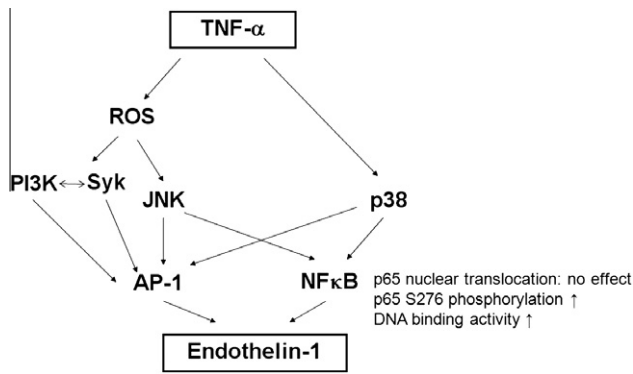 TNF-α
ROS
PI3K
Syk
JNK
p38
AP-1
NFκB
p65 nuclear translocation: no effect
p65 S276 phosphorylation ↑
DNA binding activity ↑
Endothelin-1